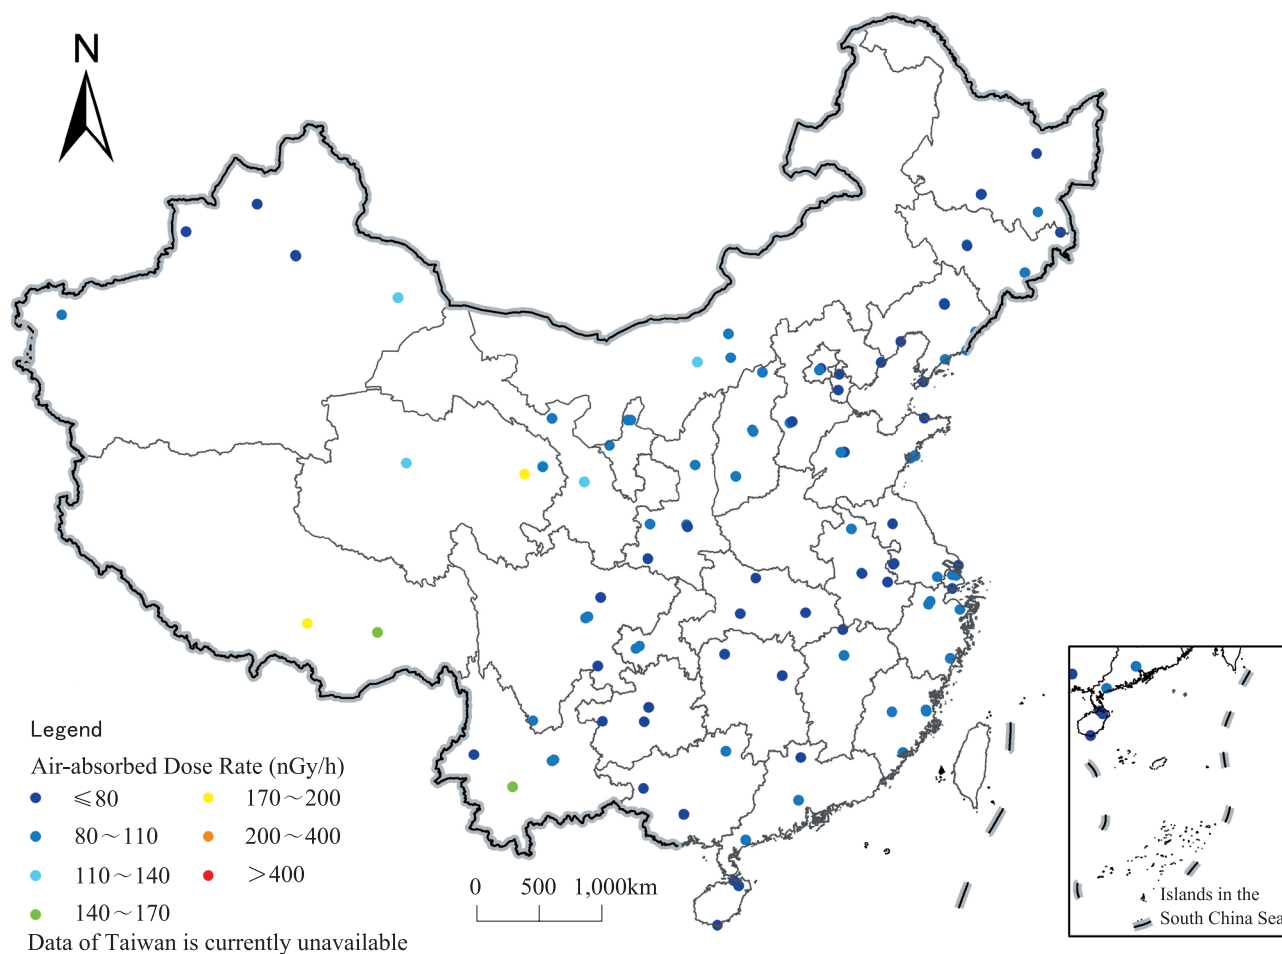 N
Legend
Air-absorbed Dose Rate (nGy/h)
≤80
170～200
80～110
200～400
110～140
>400
140～170
Data of Taiwan is currently unavailable
0 500 1,000km
Islands in the
South China Sea